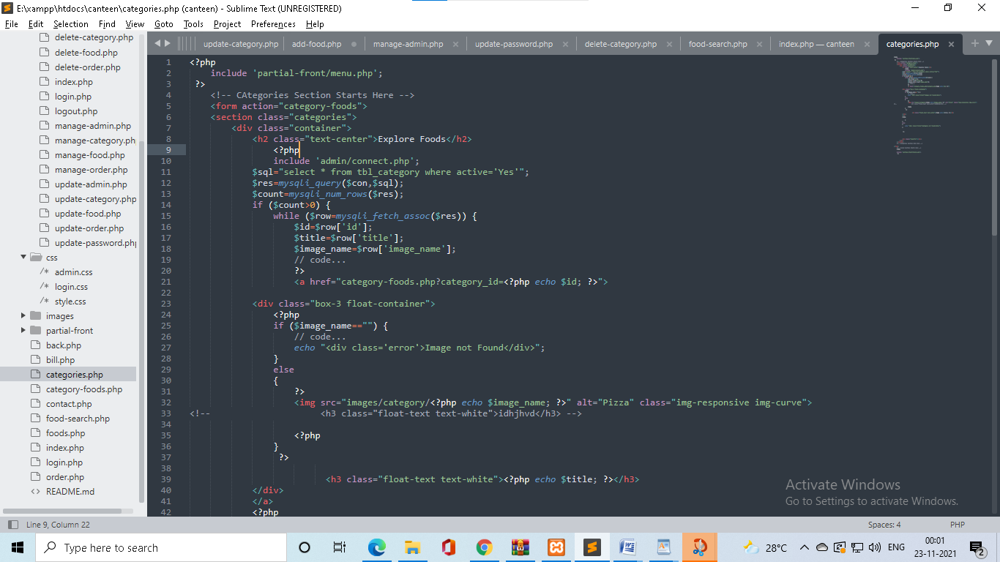 E:\xampp\htdocs\canteen\categories.php (canteen) - Sublime Text (UNREGISTERED)
File Edit Selection Find View Goto Tools Project Preferences Help
delete-category.php
delete-food.php
delete-order.php
index.php
login.php
logout.php
manage-admin.php
manage-category.ph
manage-food.php
manage-order.php
update-admin.php
update-category.php
update-food.php
update-order.php
update-password.php
css
/* admin.css
/* login.css
/* style.css
images
partial-front
back.php
bill.php
categories.php
category-foods.php
contact.php
food-search.php
foods.php
index.php
login.php
order.php
<> README.md
update-category.php add-food.php manage-admin.php update-password.php delete-category.php food-search.php index.php — canteen categories.php
1 <?php
2 include 'partial-front/menu.php';
3 ?>
4 <!-- CAtegories Section Starts Here -->
5 <form action="category-foods">
6 <section class="categories">
7 <div class="container">
8 <h2 class="text-center">Explore Foods</h2>
9 <?php
10 include 'admin/connect.php';
11 $sql="select * from tbl_category where active='Yes'";
12 $res=mysqli_query($con,$sql);
13 $count=mysqli_num_rows($res);
14 if ($count>0) {
15 while ($row=mysqli_fetch_assoc($res)) {
16 $id=$row['id'];
17 $title=$row['title'];
18 $image_name=$row['image_name'];
19 // code...
20 ?>
21 <a href="category-foods.php?category_id=<?php echo $id; ?>">
22
23 <div class="box-3 float-container">
24 <?php
25 if ($image_name=="") {
26 // code...
27 echo "<div class='error'>Image not Found</div>";
28 }
29 else
30 {
31 ?>
32 <img src="images/category/<?php echo $image_name; ?>" alt="Pizza" class="img-responsive img-curve">
33 <!-- <h3 class="float-text text-white">idhjhvd</h3> -->
34
35 <?php
36 }
37 ?>
38
39 <h3 class="float-text text-white"><?php echo $title; ?></h3>
40 </div>
41 </a>
42 <?php
Activate Windows
Go to Settings to activate Windows.
Line 9, Column 22 Spaces: 4 PHP
Type here to search
28°C ENG 00:01
23-11-2021
2